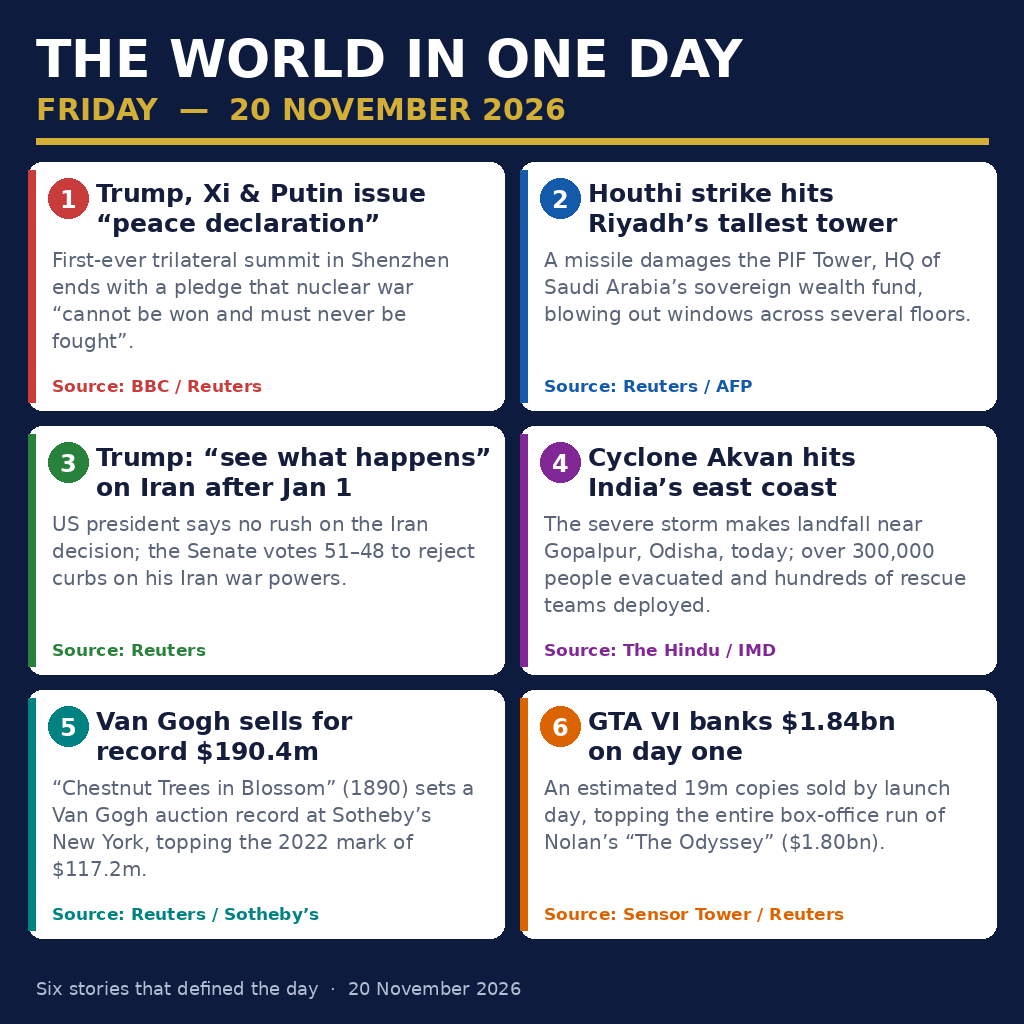 THE WORLD IN ONE DAY
FRIDAY — 20 NOVEMBER 2026
1
Trump, Xi & Putin issue
“peace declaration”
First-ever trilateral summit in Shenzhen
ends with a pledge that nuclear war
“cannot be won and must never be
fought”.
Source: BBC / Reuters
2
Houthi strike hits
Riyadh’s tallest tower
A missile damages the PIF Tower, HQ of
Saudi Arabia’s sovereign wealth fund,
blowing out windows across several floors.
Source: Reuters / AFP
3
Trump: “see what happens”
on Iran after Jan 1
US president says no rush on the Iran
decision; the Senate votes 51–48 to reject
curbs on his Iran war powers.
Source: Reuters
4
Cyclone Akvan hits
India’s east coast
The severe storm makes landfall near
Gopalpur, Odisha, today; over 300,000
people evacuated and hundreds of rescue
teams deployed.
Source: The Hindu / IMD
5
Van Gogh sells for
record $190.4m
“Chestnut Trees in Blossom” (1890) sets a
Van Gogh auction record at Sotheby’s
New York, topping the 2022 mark of
$117.2m.
Source: Reuters / Sotheby’s
6
GTA VI banks $1.84bn
on day one
An estimated 19m copies sold by launch
day, topping the entire box-office run of
Nolan’s “The Odyssey” ($1.80bn).
Source: Sensor Tower / Reuters
Six stories that defined the day · 20 November 2026